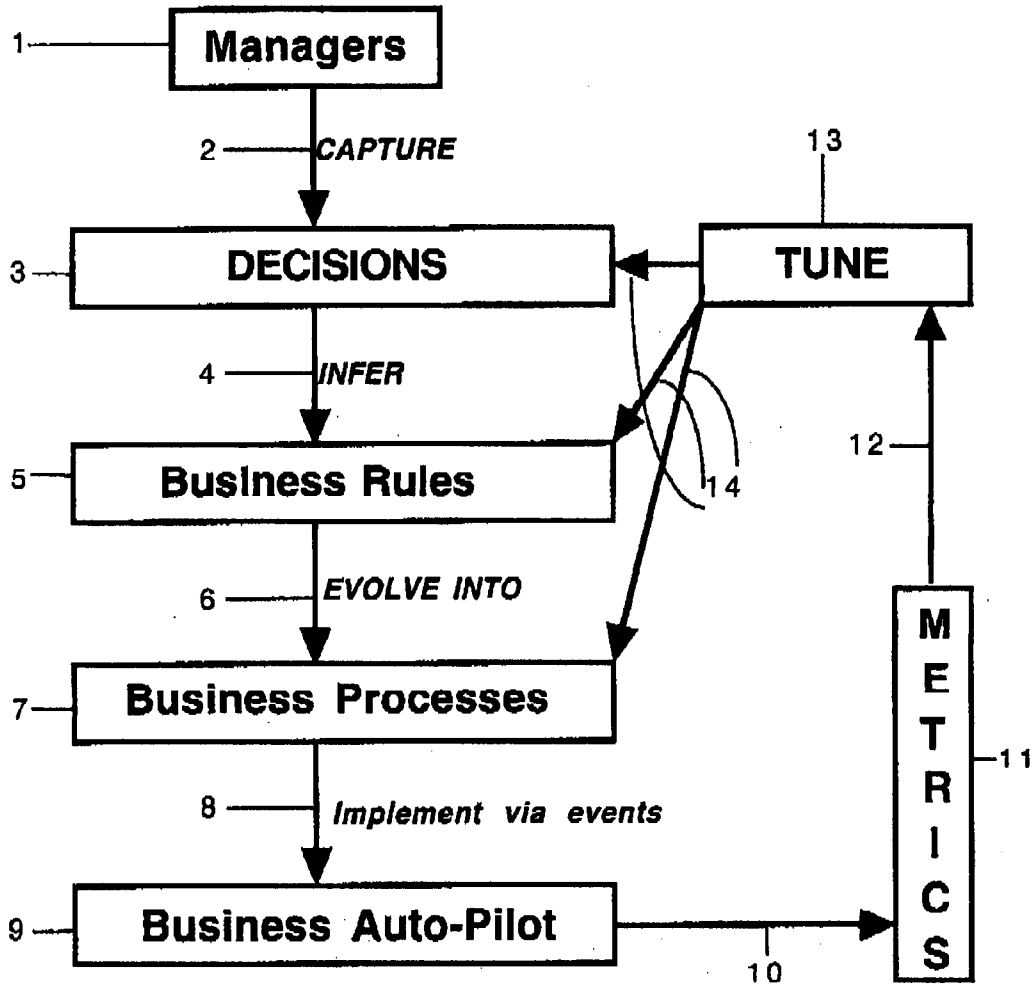 1
Managers
2
CAPTURE
13
3
DECISIONS
TUNE
4
INFER
12
5
Business Rules
14
6
EVOLVE INTO
METRICS
7
Business Processes
11
8
Implement via events
9
Business Auto-Pilot
10